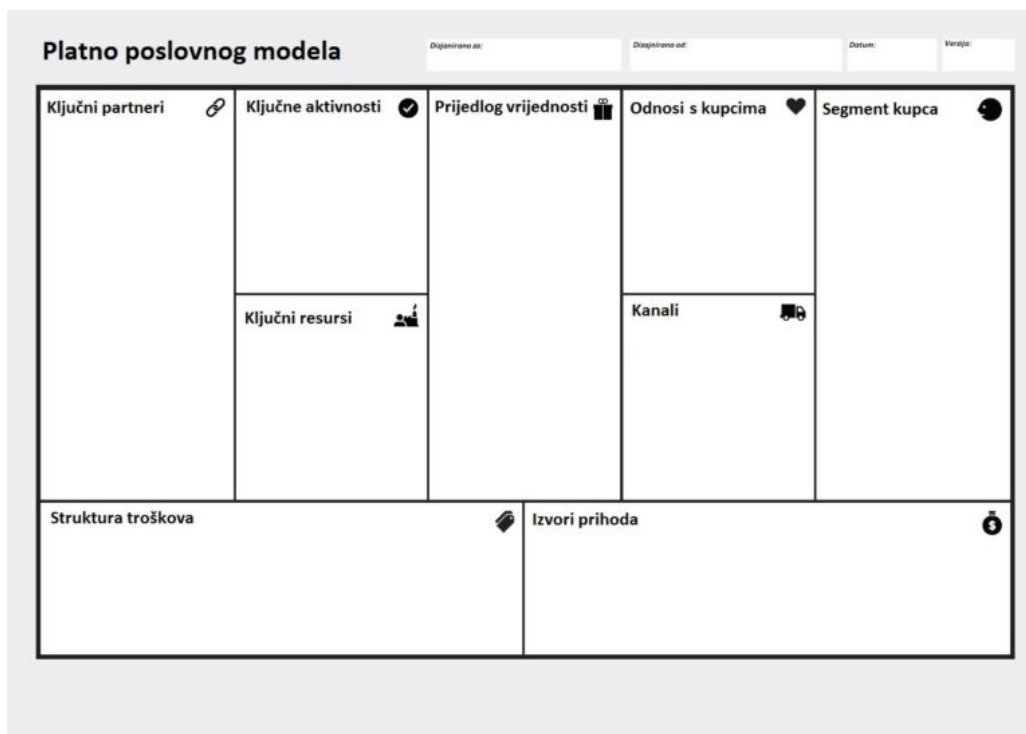 Platno poslovnog modela
Disjanirano za:
Dizajnirano od:
Datum:
Verzija:
Ključni partneri
Ključne aktivnosti
Prijedlog vrijednosti
Odnosi s kupcima
Segment kupca
Ključni resursi
Kanali
Struktura troškova
Izvori prihoda